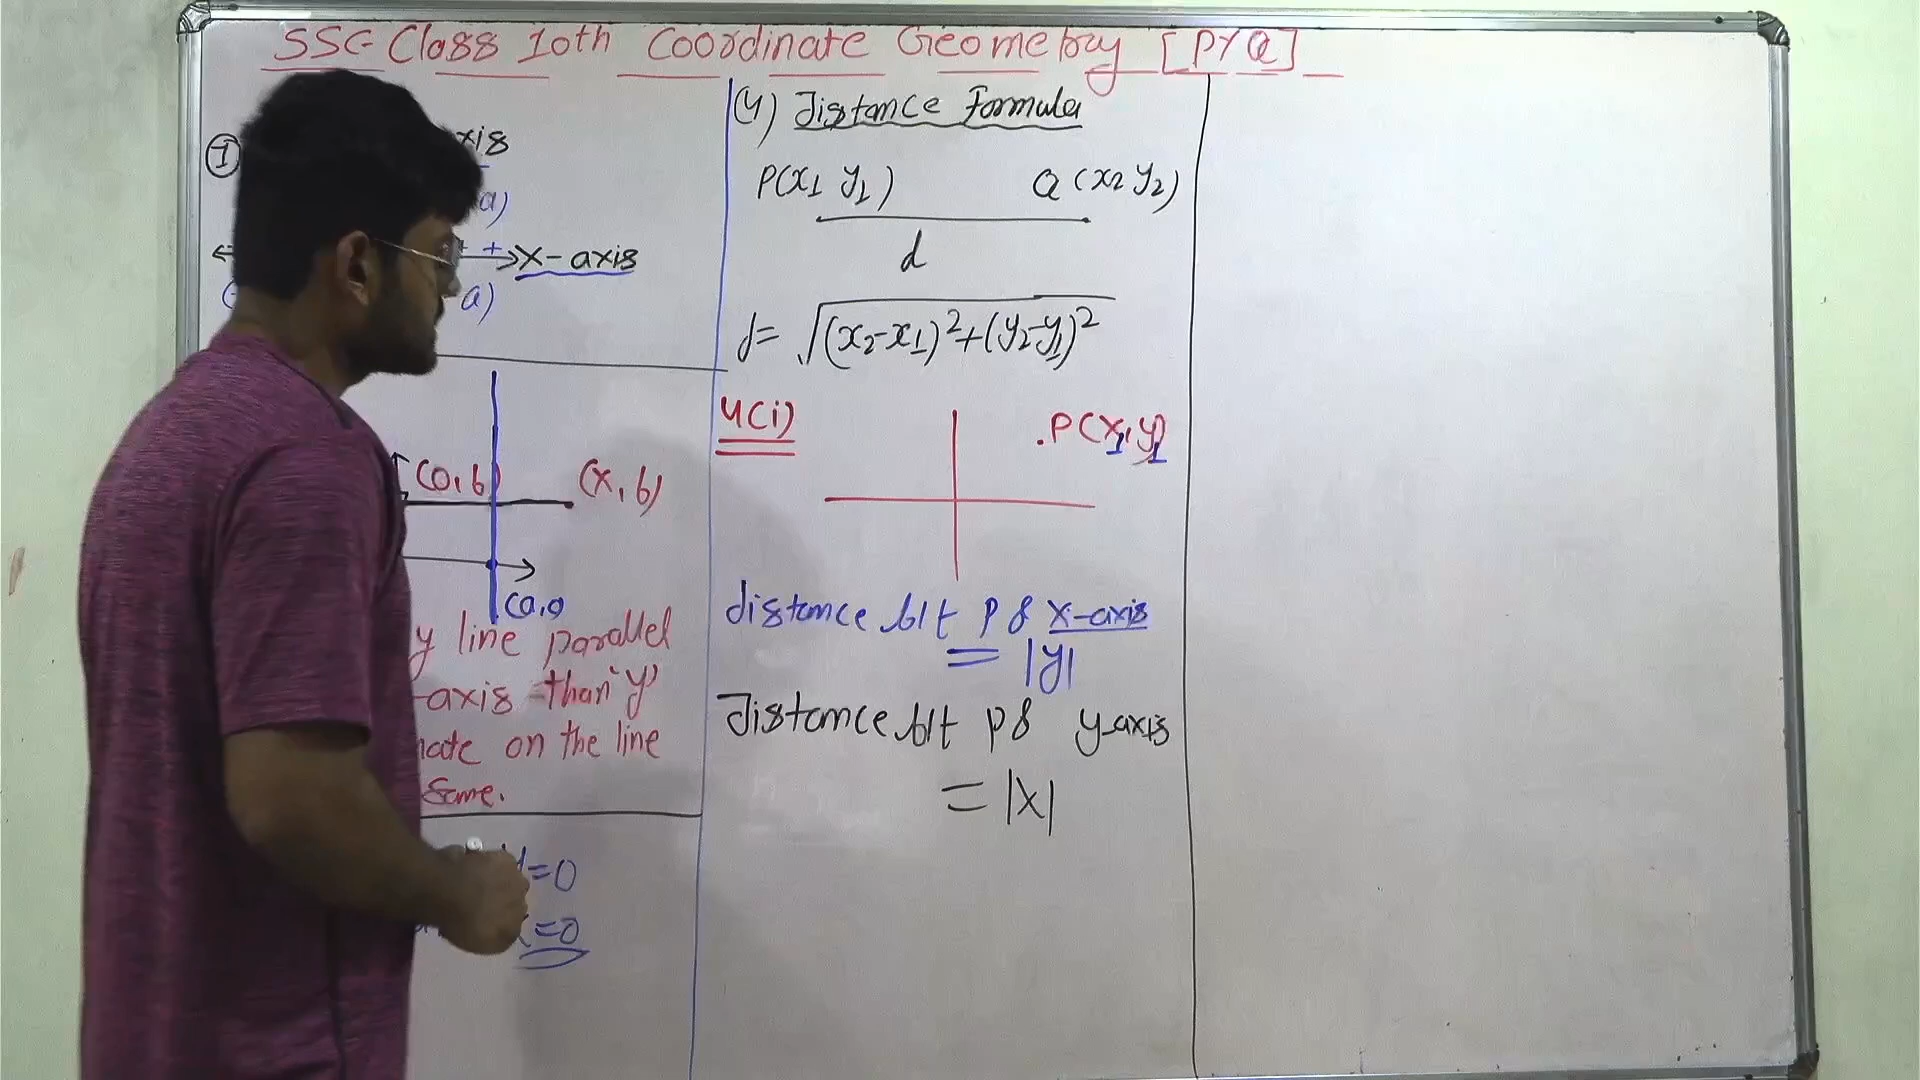 SSC Class 10th Coordinate Geometry [PYQ]
①
xis
a)
+ +
X-axis
a)
(0,b)
(x,b)
(a,0)
y line parallel
-axis than 'y'
nate on the line
Same.
=0
=0
(4) Distance Formula
P(x1 y1) Q(x2 y2)
d
d= √(x2-x1)²+(y2-y1)²
4(i)
.P(x1,y1)
distance b/t P & x-axis
= |y|
Distance b/t P & y-axis
= |x|